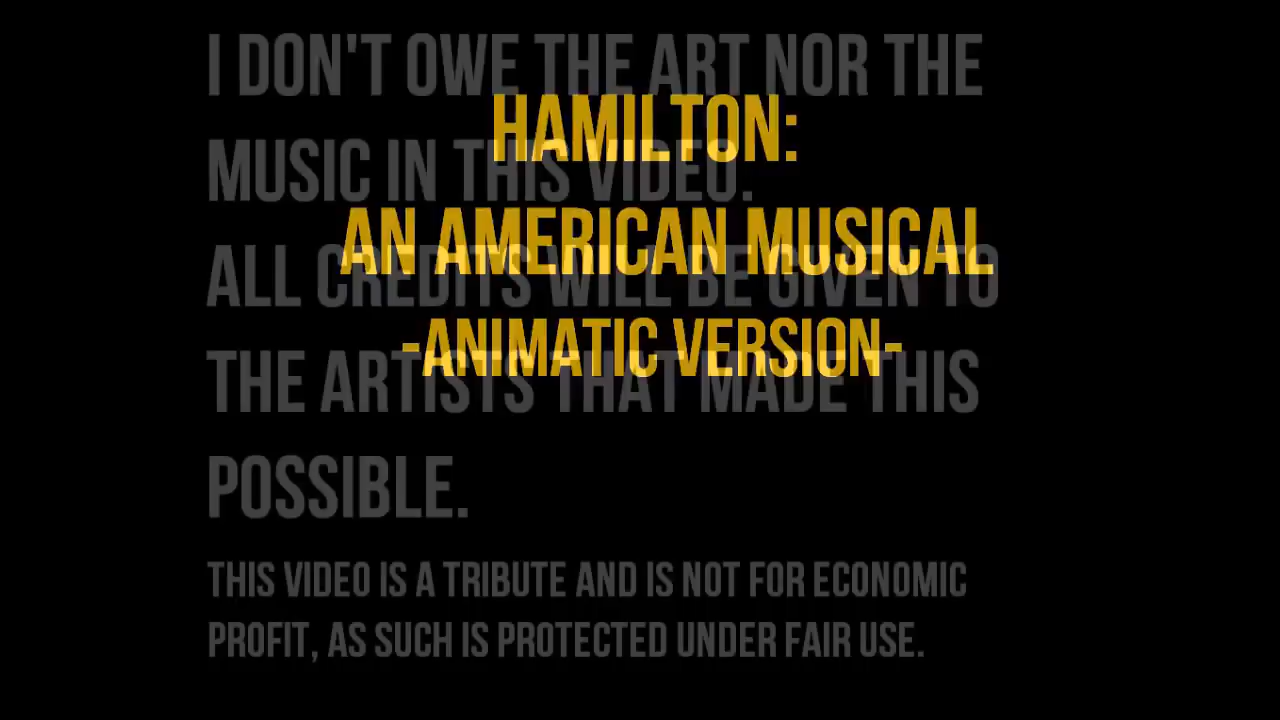 I DON'T OWE THE ART NOR THE
MUSIC IN THIS VIDEO.
ALL CREDITS WILL BE GIVEN TO
THE ARTISTS THAT MADE THIS
POSSIBLE.
THIS VIDEO IS A TRIBUTE AND IS NOT FOR ECONOMIC
PROFIT, AS SUCH IS PROTECTED UNDER FAIR USE.
HAMILTON:
AN AMERICAN MUSICAL
-ANIMATIC VERSION-